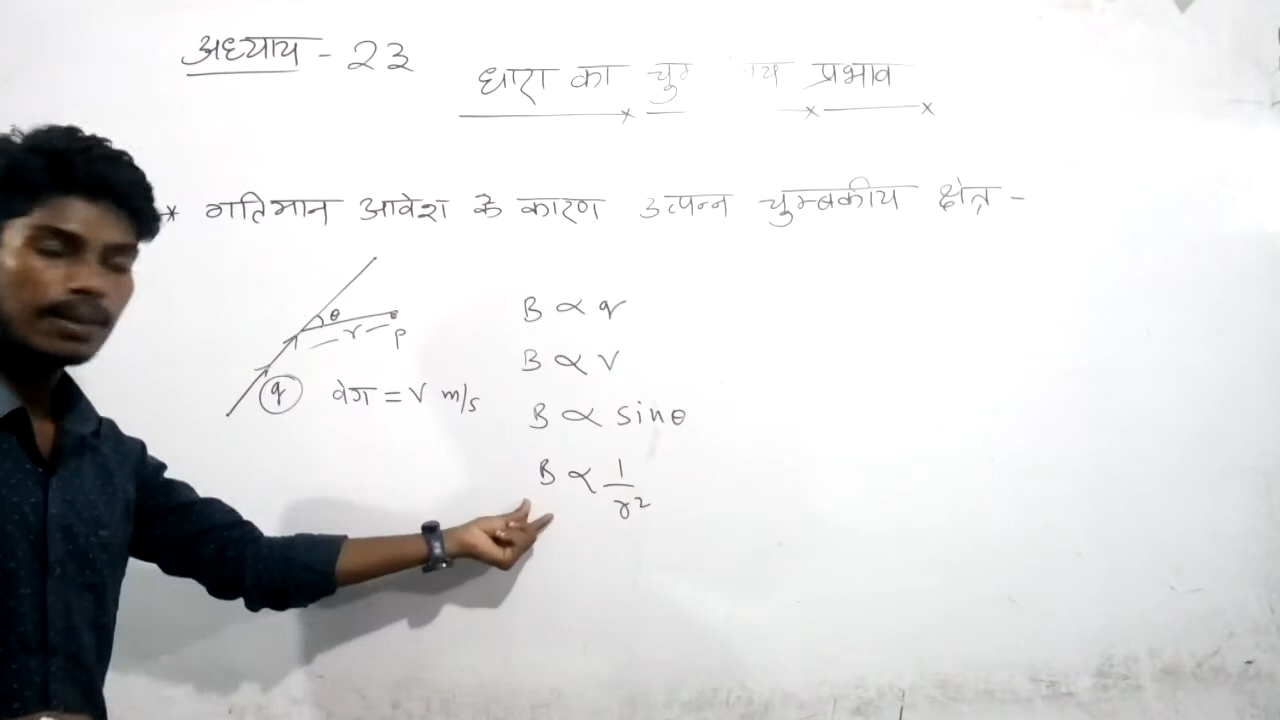 अध्याय - 23
धारा का प्रभाव
* गतिमान आवेश के कारण उत्पन्न चुम्बकीय क्षेत्र -
θ
r
P
q वेग = v m/s
B ∝ q
B ∝ v
B ∝ sinθ
B ∝ 1/r²